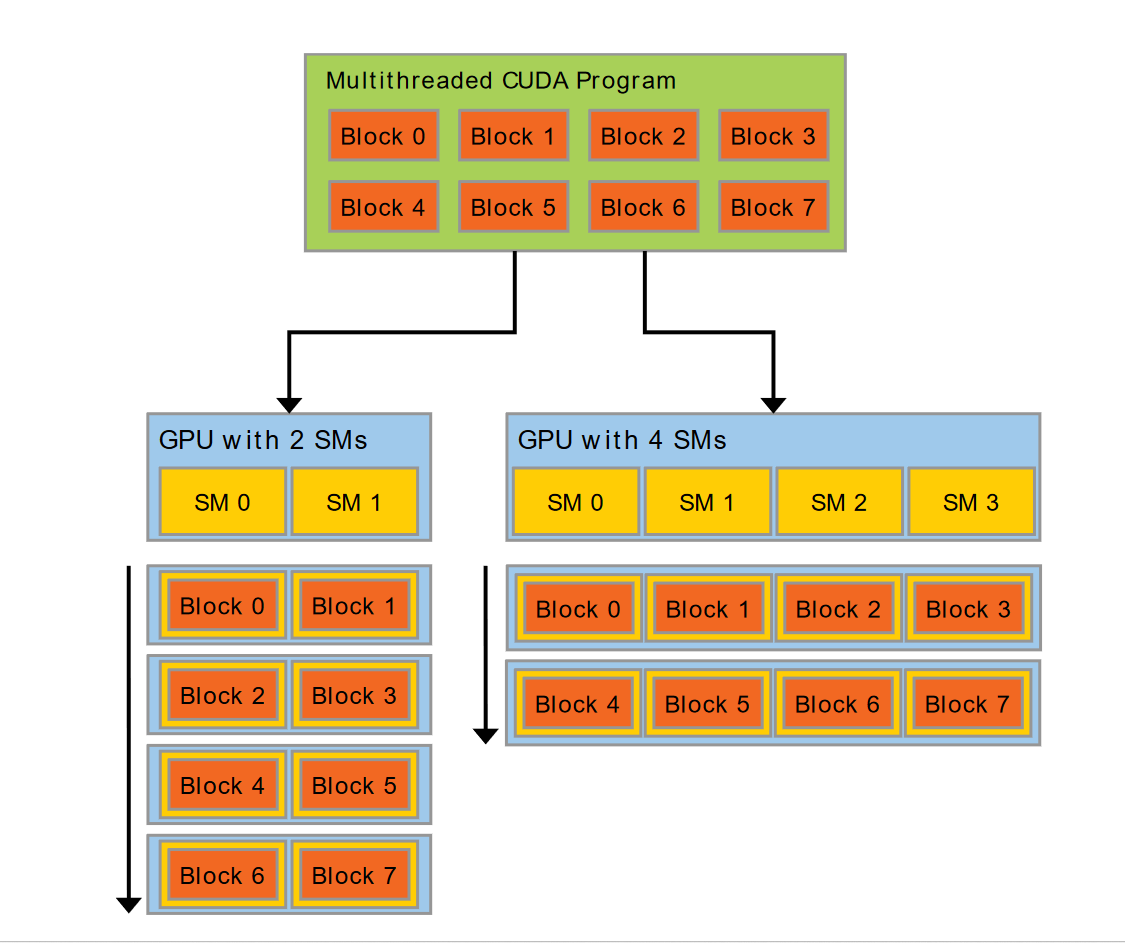 Multithreaded CUDA Program
Block 0 Block 1 Block 2 Block 3
Block 4 Block 5 Block 6 Block 7
GPU with 2 SMs
SM 0 SM 1
Block 0 Block 1
Block 2 Block 3
Block 4 Block 5
Block 6 Block 7
GPU with 4 SMs
SM 0 SM 1 SM 2 SM 3
Block 0 Block 1 Block 2 Block 3
Block 4 Block 5 Block 6 Block 7